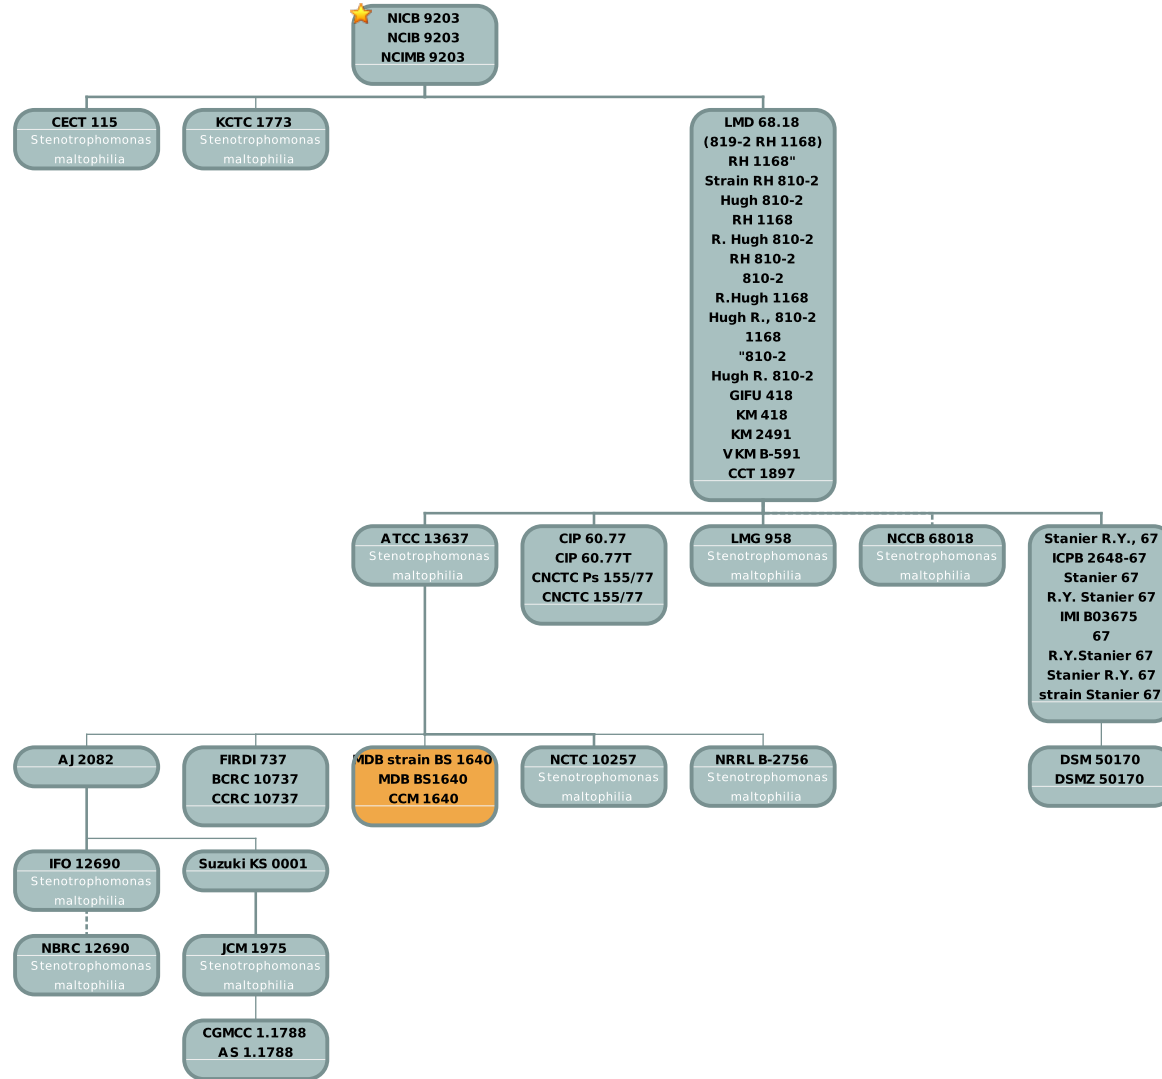 NICB 9203
NCIB 9203
NCIMB 9203
CECT 115
Stenotrophomonas
maltophilia
KCTC 1773
Stenotrophomonas
maltophilia
LMD 68.18
(819-2 RH 1168)
RH 1168"
Strain RH 810-2
Hugh 810-2
RH 1168
R. Hugh 810-2
RH 810-2
810-2
R.Hugh 1168
Hugh R., 810-2
1168
"810-2
Hugh R. 810-2
GIFU 418
KM 418
KM 2491
VKM B-591
CCT 1897
ATCC 13637
Stenotrophomonas
maltophilia
CIP 60.77
CIP 60.77T
CNCTC Ps 155/77
CNCTC 155/77
LMG 958
Stenotrophomonas
maltophilia
NCCB 68018
Stenotrophomonas
maltophilia
Stanier R.Y., 67
ICPB 2648-67
Stanier 67
R.Y. Stanier 67
IMI B03675
67
R.Y.Stanier 67
Stanier R.Y. 67
strain Stanier 67
AJ 2082
FIRDI 737
BCRC 10737
CCRC 10737
MDB strain BS 1640
MDB BS1640
CCM 1640
NCTC 10257
Stenotrophomonas
maltophilia
NRRL B-2756
Stenotrophomonas
maltophilia
DSM 50170
DSMZ 50170
IFO 12690
Stenotrophomonas
maltophilia
Suzuki KS 0001
NBRC 12690
Stenotrophomonas
maltophilia
JCM 1975
Stenotrophomonas
maltophilia
CGMCC 1.1788
AS 1.1788